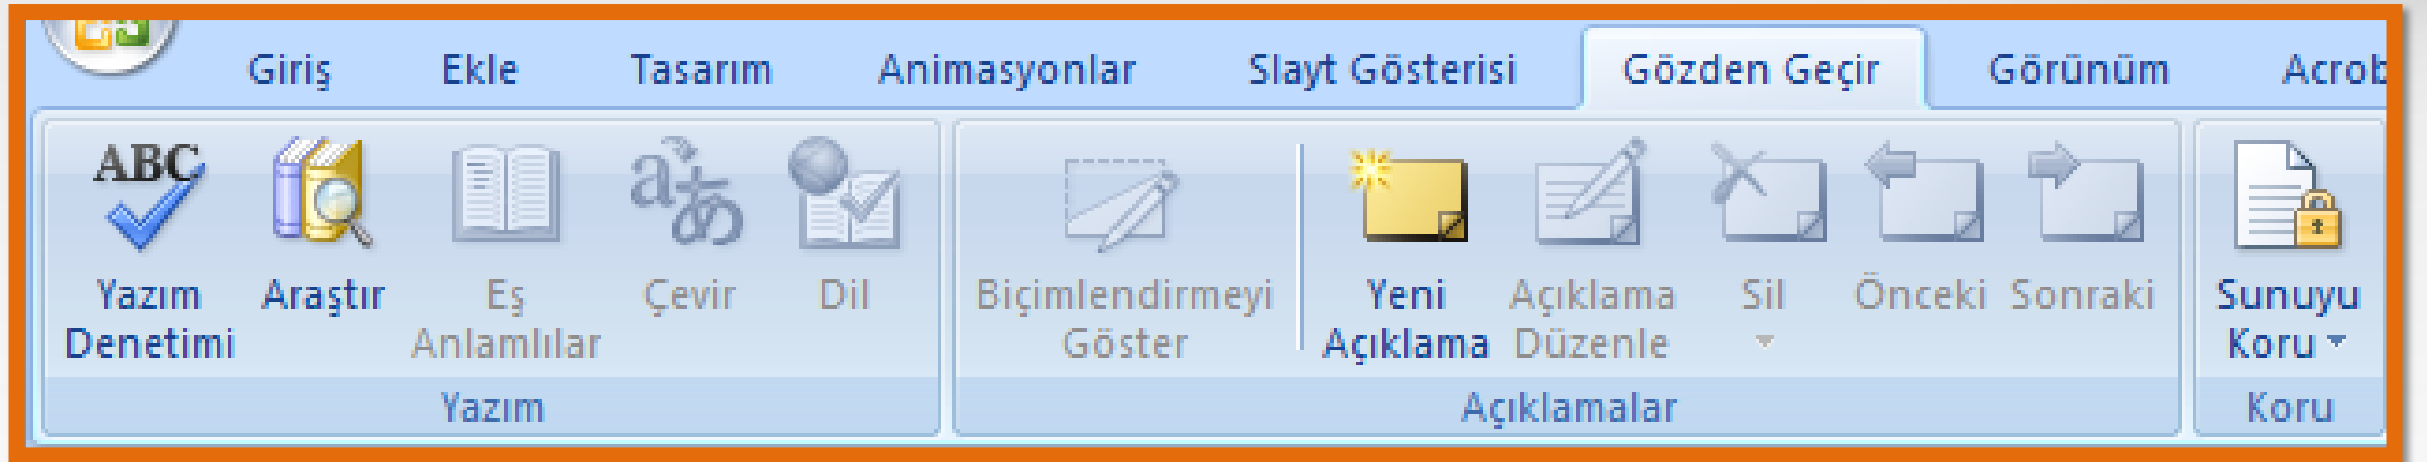 Giriş Ekle Tasarım Animasyonlar Slayt Gösterisi Gözden Geçir Görünüm
ABC
Yazım Denetimi
Araştır
Eş Anlamlılar
Çevir
Dil
Biçimlendirmeyi Göster
Yeni Açıklama
Açıklama Düzenle
Sil
Önceki
Sonraki
Sunuyu Koru
Yazım
Açıklamalar
Koru